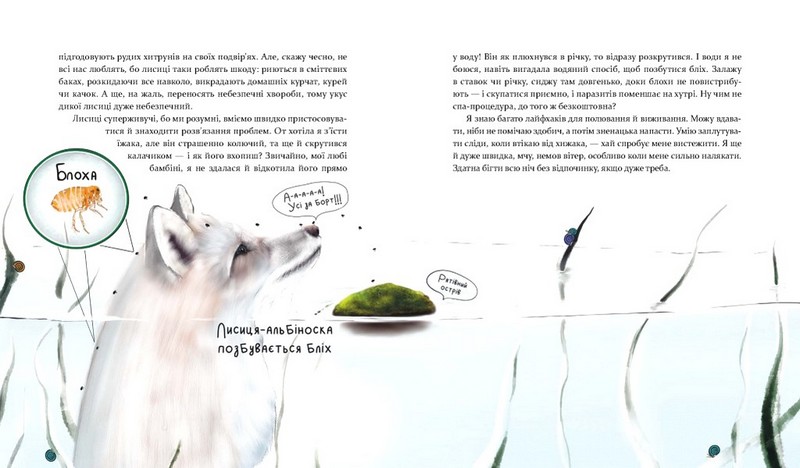 підгодовують рудих хитрунів на своїх подвір'ях. Але, скажу чесно, не
всі нас люблять, бо лисиці таки роблять шкоду: риються в сміттєвих
баках, розкидаючи все навколо, викрадають домашніх курчат, курей
чи качок. А ще, на жаль, переносять небезпечні хвороби, тому укус
дикої лисиці дуже небезпечний.
Лисиці суперживучі, бо ми розумні, вміємо швидко пристосовува-
тися й знаходити розв'язання проблем. От хотіла я з'їсти
їжака, але він страшенно колючий, та ще й скрутився
калачиком — і як його вхопиш? Звичайно, мої любі
бамбіні, я не здалася й відкотила його прямо
Блоха
А-а-а-а-а!
Усі за борт!!!
Лисиця-альбіноска
позбувається бліх
у воду! Він як плюхнувся в річку, то відразу розкрутився. І води я не
боюся, навіть вигадала водяний спосіб, щоб позбутися бліх. Залажу
в ставок чи річку, сиджу там довгенько, доки блохи не повистрибу-
ють — і скупатися приємно, і паразитів поменшає на хутрі. Ну чим не
спа-процедура, до того ж безкоштовна?
Я знаю багато лайфхаків для полювання й виживання. Можу вдава-
ти, ніби не помічаю здобич, а потім зненацька напасти. Умію заплутува-
ти сліди, коли втікаю від хижака, — хай спробує мене вистежити. Я ще
й дуже швидка, мчу, немов вітер, особливо коли мене сильно налякати.
Здатна бігти всю ніч без відпочинку, якщо дуже треба.
Рятівний
острів